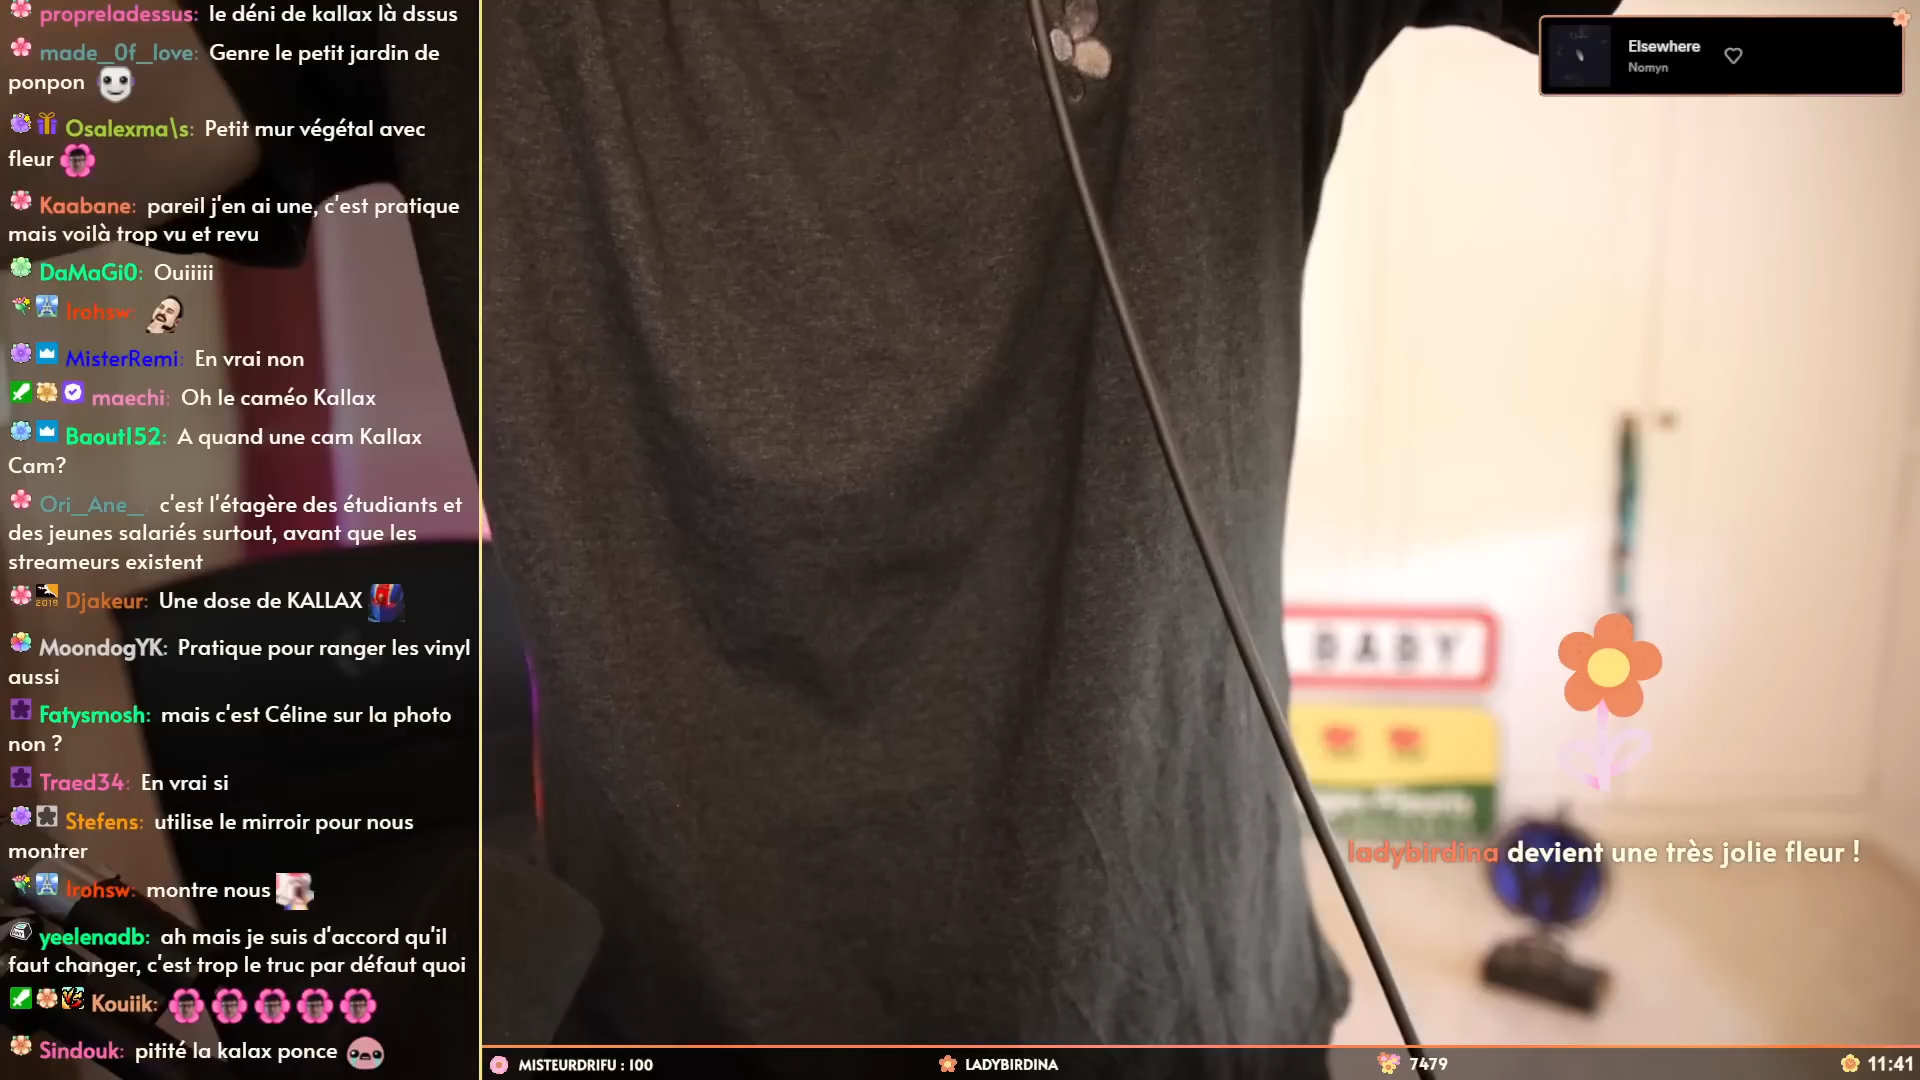 propreladessus: le déni de kallax là dssus
made__0f__love: Genre le petit jardin de
ponpon
Osalexma\s: Petit mur végétal avec
fleur
Kaabane: pareil j'en ai une, c'est pratique
mais voilà trop vu et revu
DaMaGi0: Ouiiiii
Irohsw:
MisterRemi: En vrai non
maechi: Oh le caméo Kallax
Baout152: A quand une cam Kallax
Cam?
Ori_Ane_: c'est l'étagère des étudiants et
des jeunes salariés surtout, avant que les
streameurs existent
2019 Djakeur: Une dose de KALLAX
MoondogYK: Pratique pour ranger les vinyl
aussi
Fatysmosh: mais c'est Céline sur la photo
non ?
Traed34: En vrai si
Stefens: utilise le mirroir pour nous
montrer
Irohsw: montre nous
yeelenadb: ah mais je suis d'accord qu'il
faut changer, c'est trop le truc par défaut quoi
Kouiik:
Sindouk: pitité la kalax ponce
Elsewhere
Nomyn
DADY
ladybirdina devient une très jolie fleur !
MISTEURDRIFU : 100
LADYBIRDINA
7479
11:41